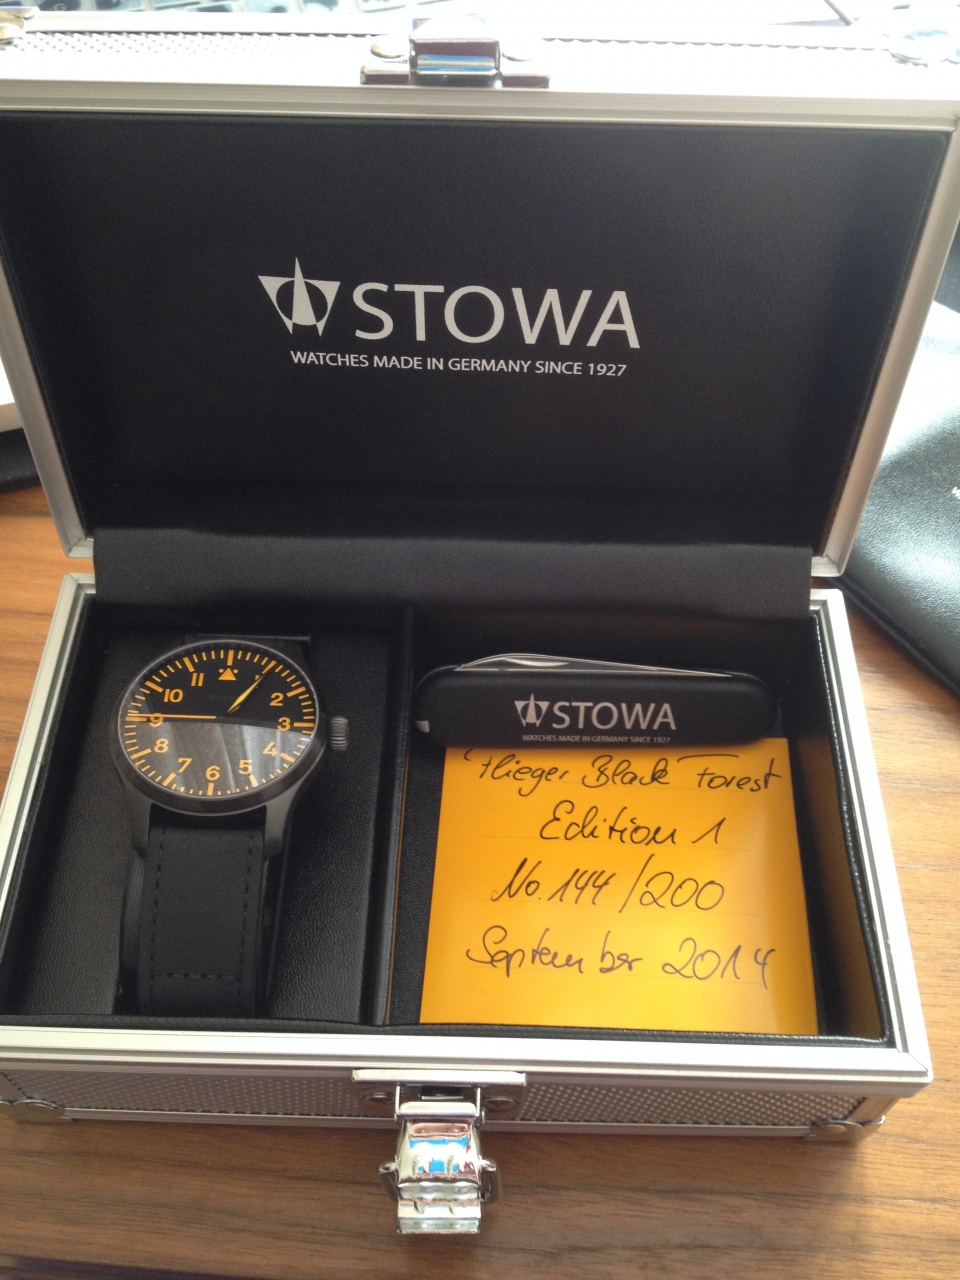 STOWA
WATCHES MADE IN GERMANY SINCE 1927
11
10
9
8
7
6
5
4
3
2
STOWA
WATCHES MADE IN GERMANY SINCE 1927
"Flieger Black Forest
Edition 1
No. 144/200
September 2014